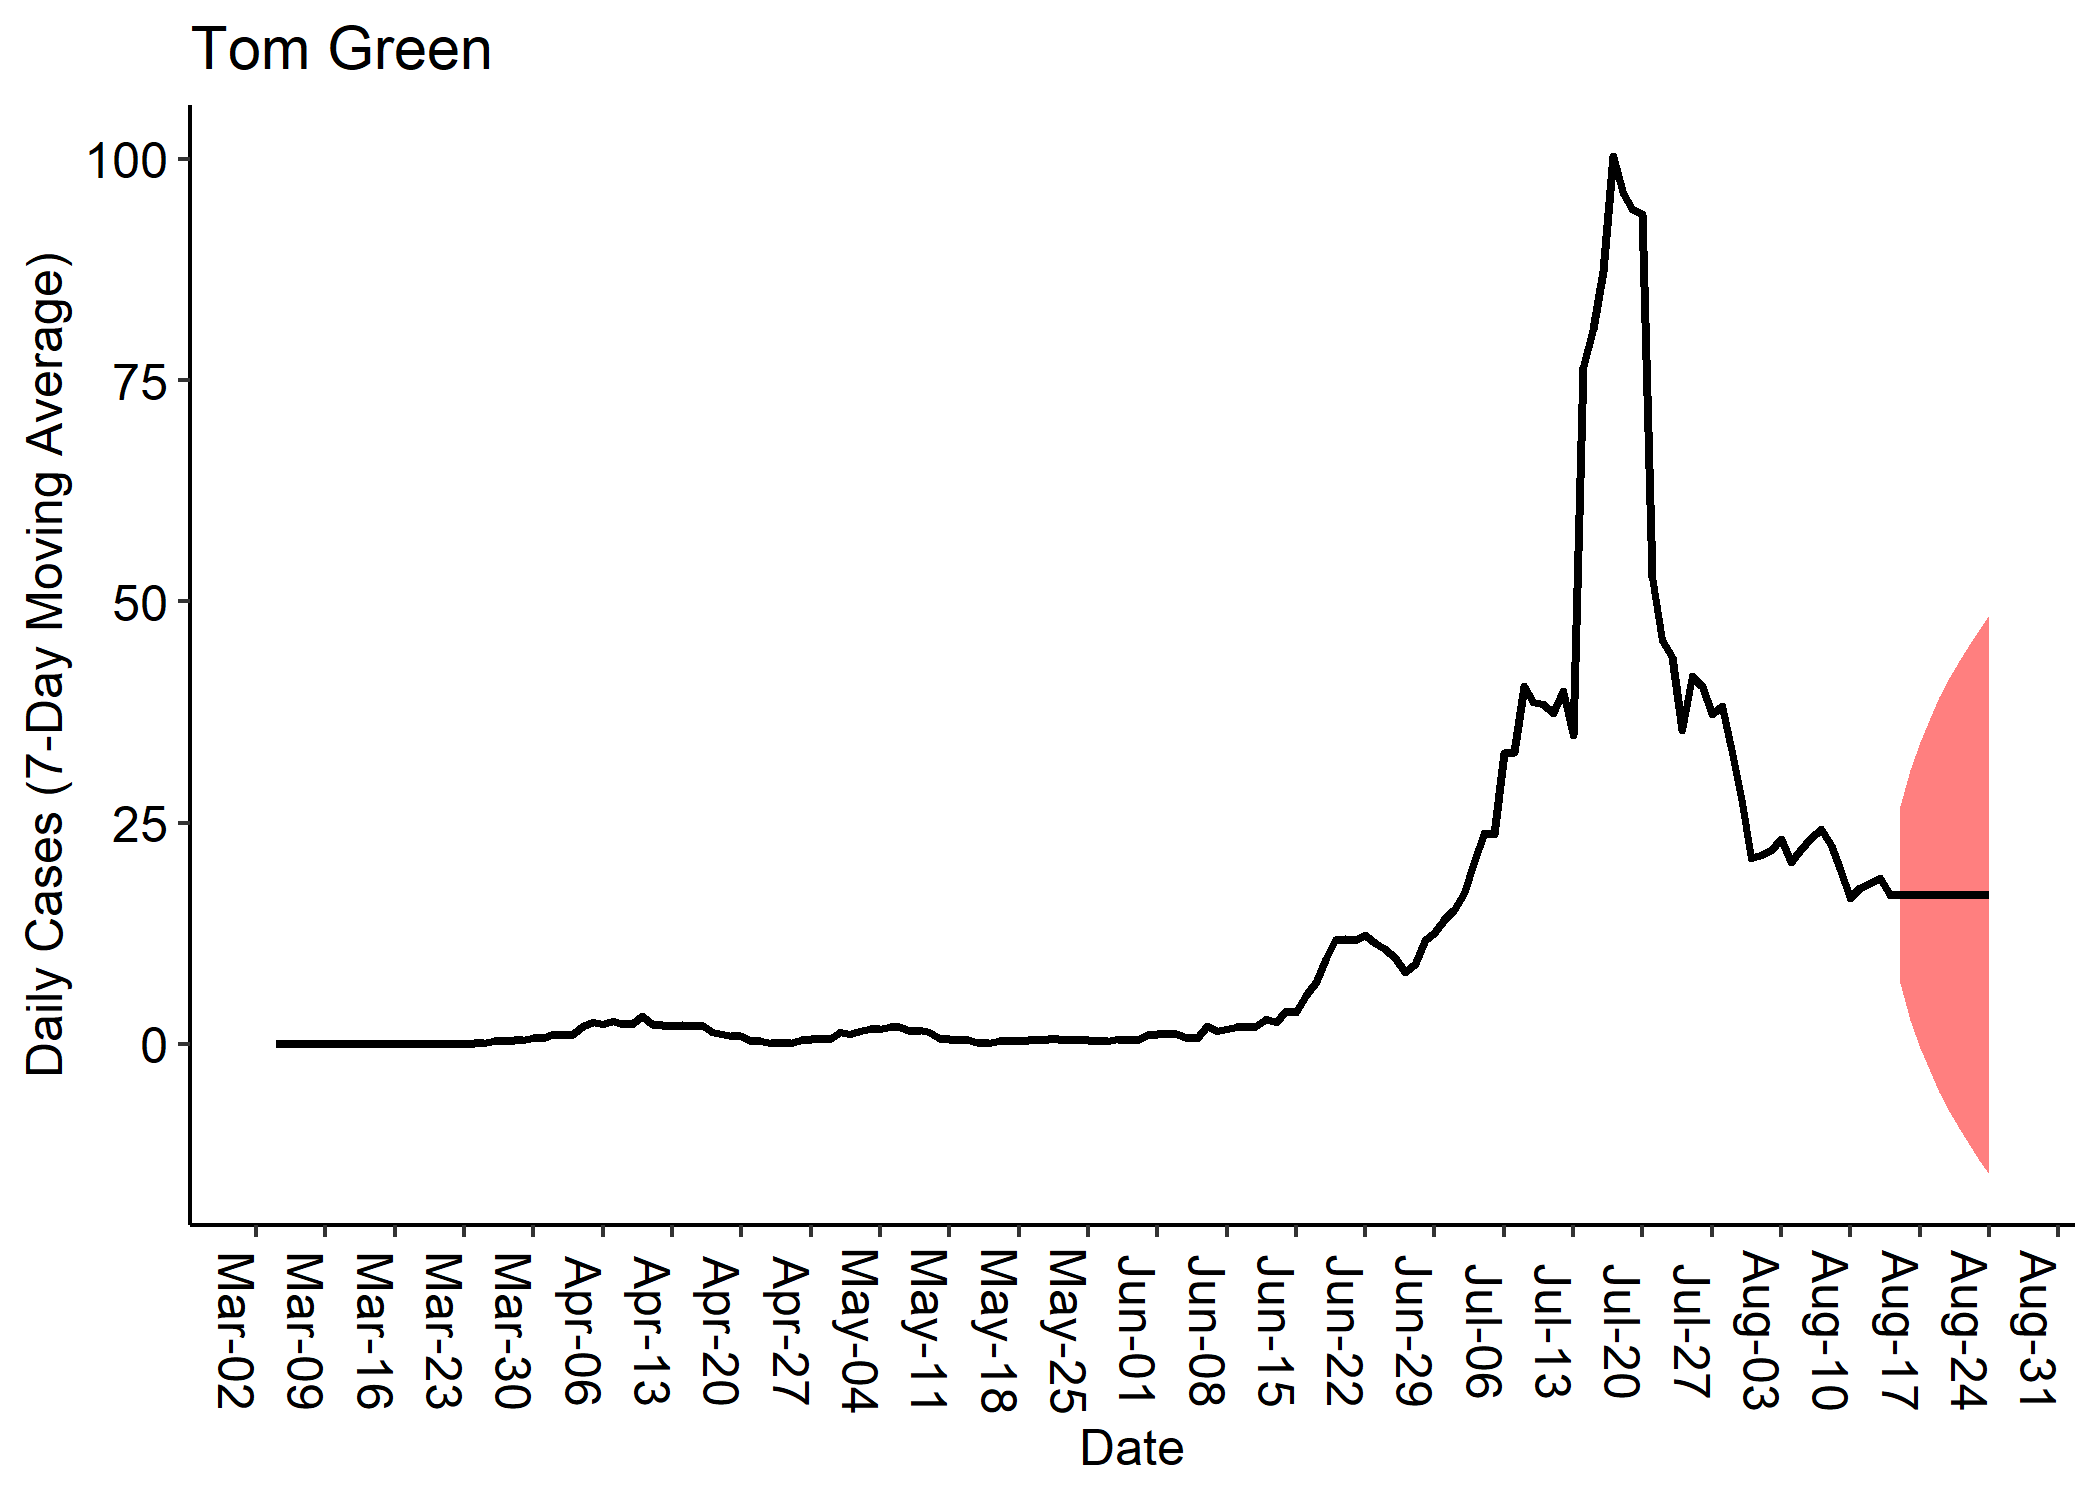 Tom Green
Daily Cases (7-Day Moving Average)
100
75
50
25
0
Mar-02
Mar-09
Mar-16
Mar-23
Mar-30
Apr-06
Apr-13
Apr-20
Apr-27
May-04
May-11
May-18
May-25
Jun-01
Jun-08
Jun-15
Jun-22
Jun-29
Jul-06
Jul-13
Jul-20
Jul-27
Aug-03
Aug-10
Aug-17
Aug-24
Aug-31
Date